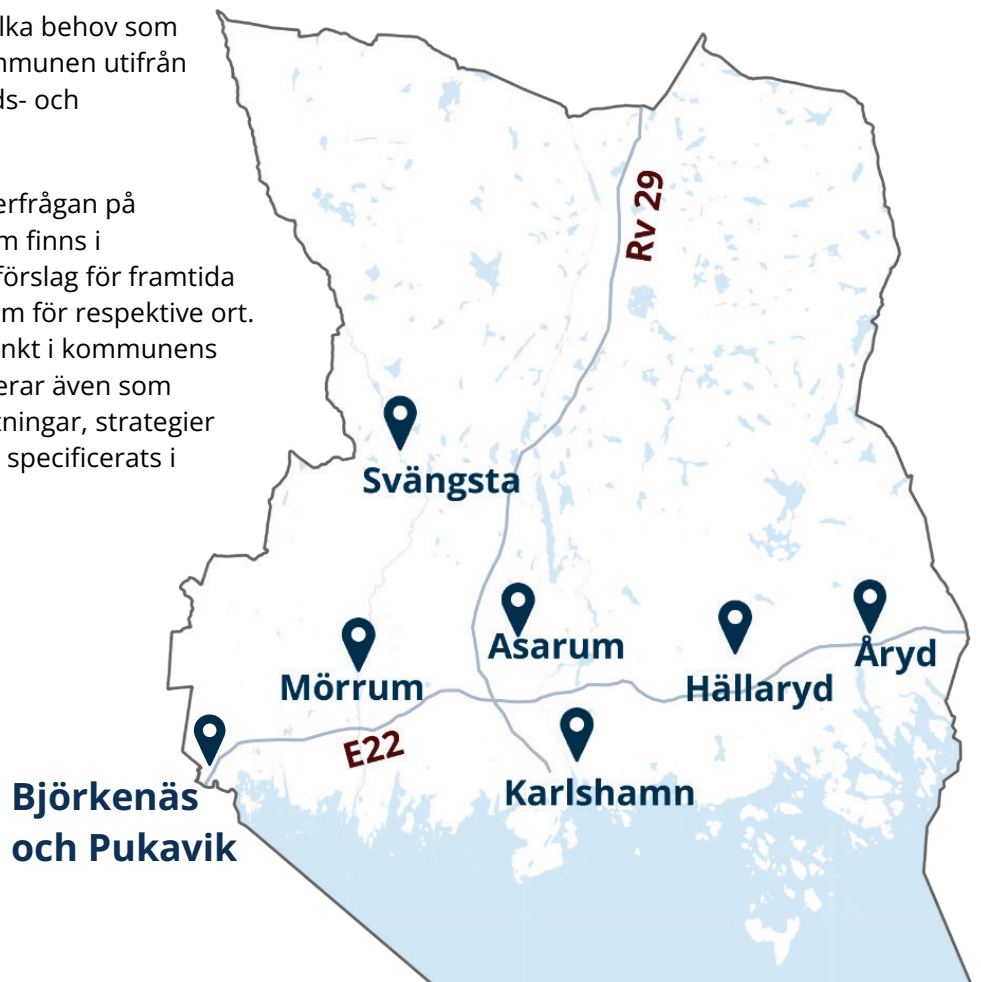 lka behov som
nmunen utifrån
ds- och
erfrågan på
m finns i
förslag för framtida
m för respektive ort.
nkt i kommunens
erar även som
tningar, strategier
specificerats i
Rv 29
Svängsta
Asarum
Åryd
Mörrum
Hällaryd
E22
Karlshamn
Björkenäs
och Pukavik